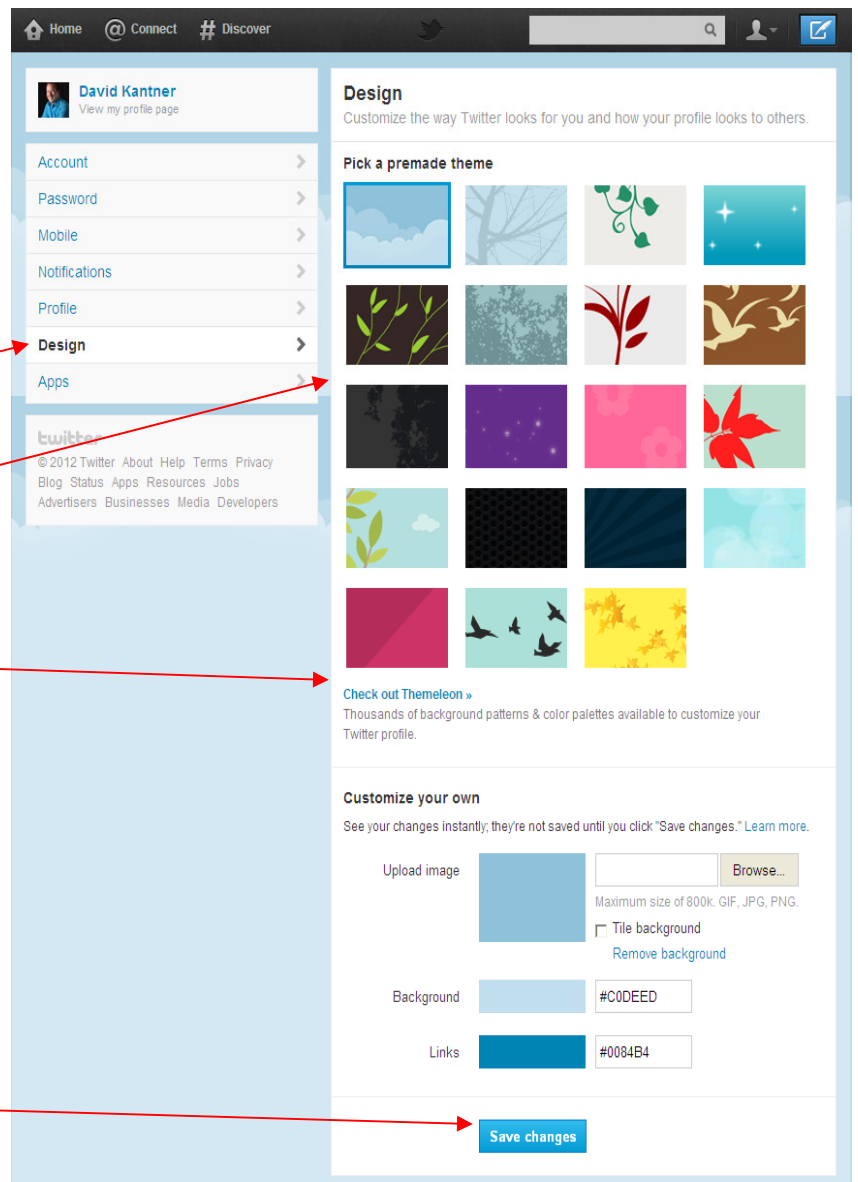 Home @ Connect # Discover
David Kantner
View my profile page
Account
Password
Mobile
Notifications
Profile
Design
Apps
twitter
© 2012 Twitter About Help Terms Privacy
Blog Status Apps Resources Jobs
Advertisers Businesses Media Developers
Design
Customize the way Twitter looks for you and how your profile looks to others.
Pick a premade theme
Check out Themeleon »
Thousands of background patterns & color palettes available to customize your
Twitter profile.
Customize your own
See your changes instantly; they're not saved until you click "Save changes." Learn more.
Upload image
Browse...
Maximum size of 800k. GIF, JPG, PNG.
Tile background
Remove background
Background #C0DEED
Links #0084B4
Save changes